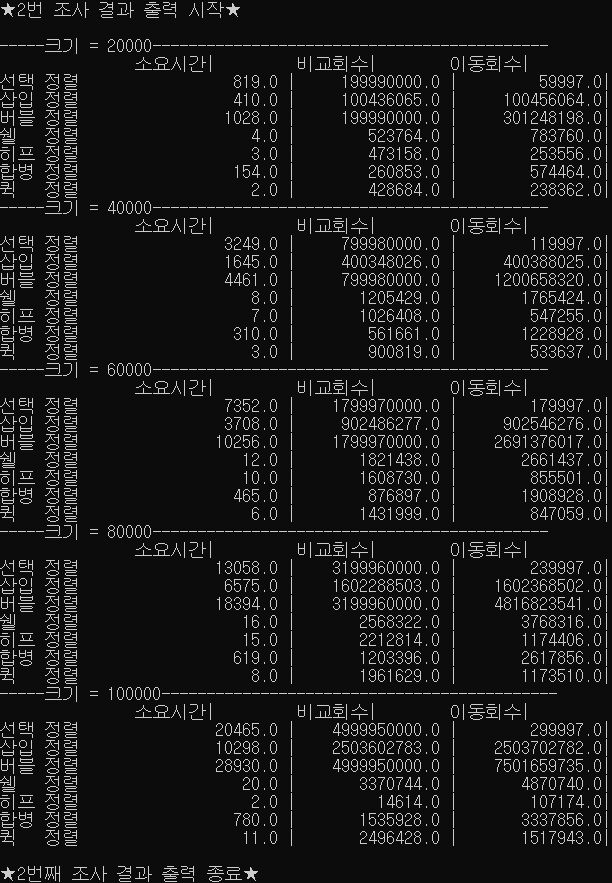 ★2번 조사 결과 출력 시작★
-----크기 = 20000--------------------------------------------
소요시간| 비교회수| 이동회수|
선택 정렬 819.0 | 199990000.0 | 59997.0|
삽입 정렬 410.0 | 100436065.0 | 100456064.0|
버블 정렬 1028.0 | 199990000.0 | 301248198.0|
쉘 정렬 4.0 | 523764.0 | 783760.0|
히프 정렬 3.0 | 473158.0 | 253556.0|
합병 정렬 154.0 | 260853.0 | 574464.0|
퀵 정렬 2.0 | 428684.0 | 238362.0|
-----크기 = 40000--------------------------------------------
소요시간| 비교회수| 이동회수|
선택 정렬 3249.0 | 799980000.0 | 119997.0|
삽입 정렬 1645.0 | 400348026.0 | 400388025.0|
버블 정렬 4461.0 | 799980000.0 | 1200658320.0|
쉘 정렬 8.0 | 1205429.0 | 1765424.0|
히프 정렬 7.0 | 1026408.0 | 547255.0|
합병 정렬 310.0 | 561661.0 | 1228928.0|
퀵 정렬 3.0 | 900819.0 | 533637.0|
-----크기 = 60000--------------------------------------------
소요시간| 비교회수| 이동회수|
선택 정렬 7352.0 | 1799970000.0 | 179997.0|
삽입 정렬 3708.0 | 902486277.0 | 902546276.0|
버블 정렬 10256.0 | 1799970000.0 | 2691376017.0|
쉘 정렬 12.0 | 1821438.0 | 2661437.0|
히프 정렬 10.0 | 1608730.0 | 855501.0|
합병 정렬 465.0 | 876897.0 | 1908928.0|
퀵 정렬 6.0 | 1431999.0 | 847059.0|
-----크기 = 80000--------------------------------------------
소요시간| 비교회수| 이동회수|
선택 정렬 13058.0 | 3199960000.0 | 239997.0|
삽입 정렬 6575.0 | 1602288503.0 | 1602368502.0|
버블 정렬 18394.0 | 3199960000.0 | 4816823541.0|
쉘 정렬 16.0 | 2568322.0 | 3768316.0|
히프 정렬 15.0 | 2212814.0 | 1174406.0|
합병 정렬 619.0 | 1203396.0 | 2617856.0|
퀵 정렬 8.0 | 1961629.0 | 1173510.0|
-----크기 = 100000--------------------------------------------
소요시간| 비교회수| 이동회수|
선택 정렬 20465.0 | 4999950000.0 | 299997.0|
삽입 정렬 10298.0 | 2503602783.0 | 2503702782.0|
버블 정렬 28930.0 | 4999950000.0 | 7501659735.0|
쉘 정렬 20.0 | 3370744.0 | 4870740.0|
히프 정렬 2.0 | 14614.0 | 107174.0|
합병 정렬 780.0 | 1535928.0 | 3337856.0|
퀵 정렬 11.0 | 2496428.0 | 1517943.0|
★2번째 조사 결과 출력 종료★